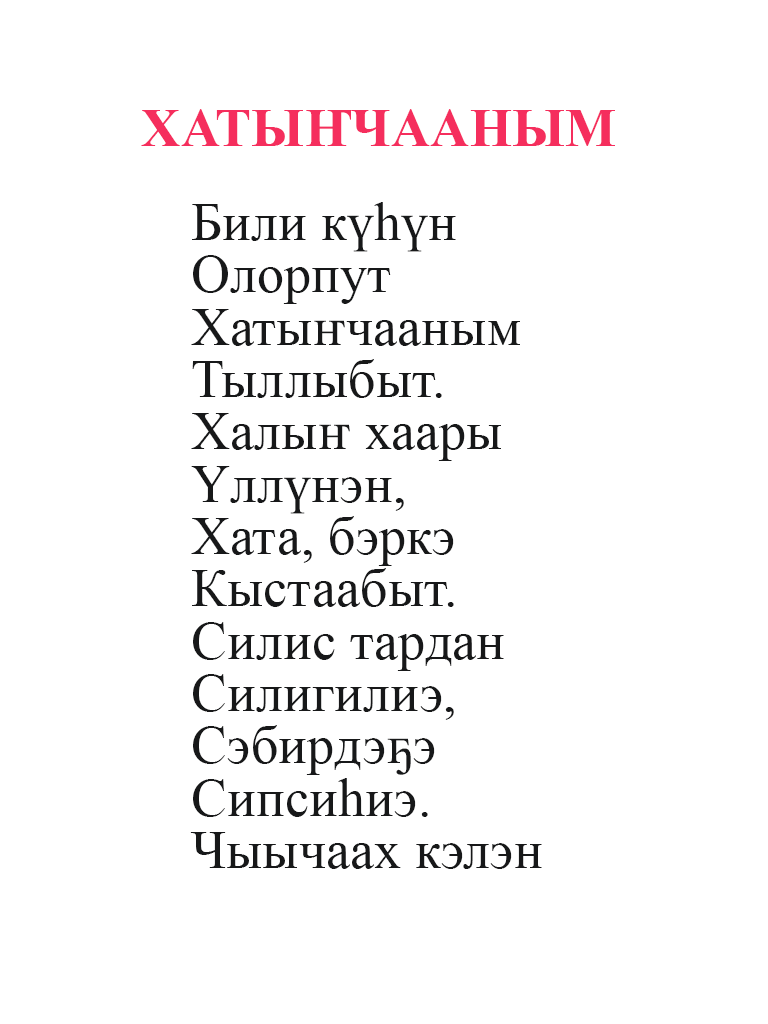 ХАТЫҤЧААНЫМ
Били күһүн
Олорпут
Хатыҥчааным
Тыллыбыт.
Халыҥ хаары
Үллүнэн,
Хата, бэркэ
Кыстаабыт.
Силис тардан
Силигилиэ,
Сэбирдэҕэ
Сипсиһиэ.
Чыычаах кэлэн